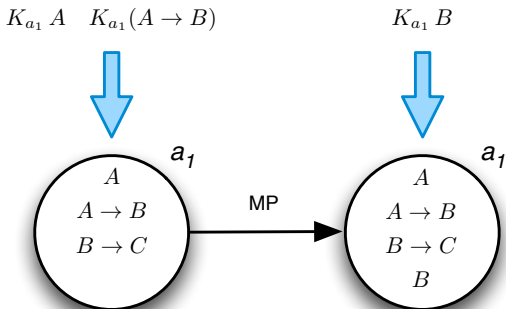 K_{a_1} A   K_{a_1}(A → B)   K_{a_1} B
a_1
A
A → B
B → C
MP
a_1
A
A → B
B → C
B